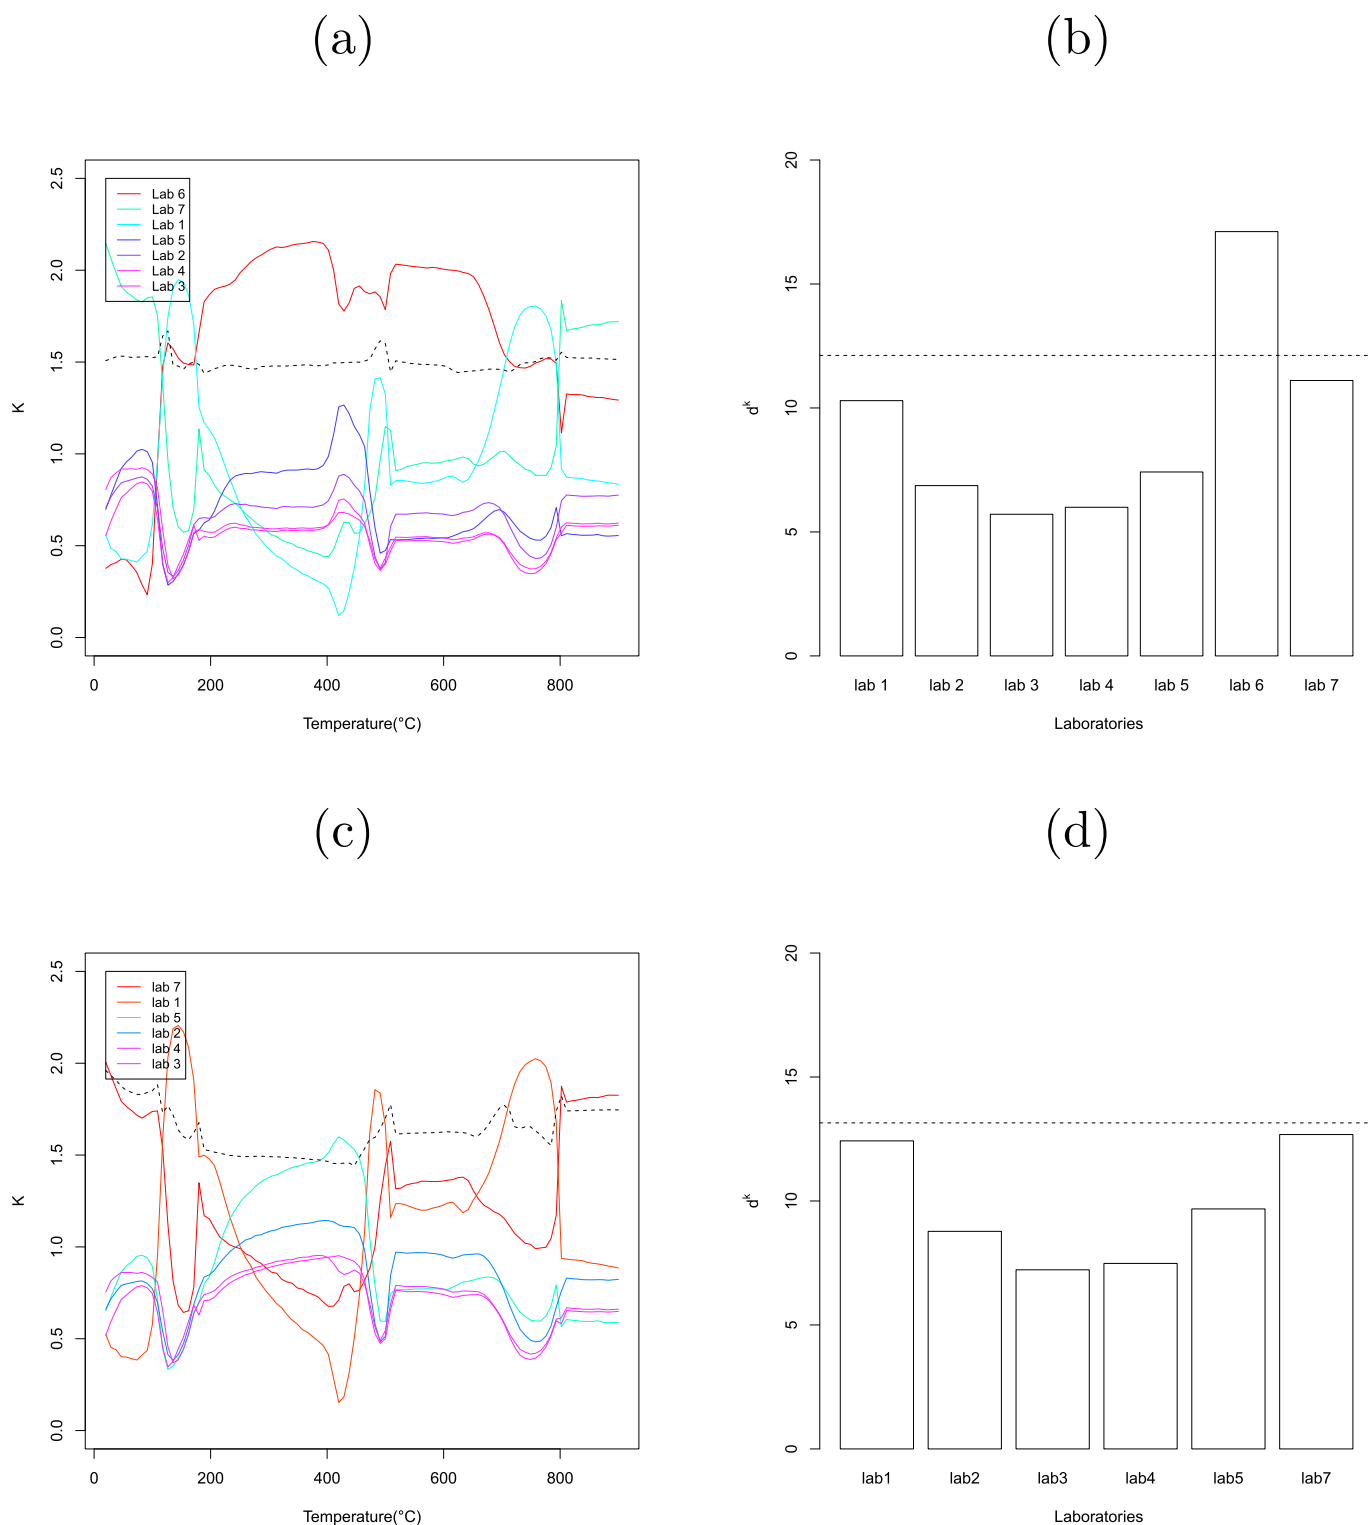 (a)
2.5
2.0
1.5
1.0
0.5
0.0
K
Lab 6
Lab 7
Lab 1
Lab 5
Lab 2
Lab 4
Lab 3
0 200 400 600 800
Temperature(°C)
(b)
20
15
10
5
0
d^k
lab 1 lab 2 lab 3 lab 4 lab 5 lab 6 lab 7
Laboratories
(c)
2.5
2.0
1.5
1.0
0.5
0.0
K
lab 7
lab 1
lab 5
lab 2
lab 4
lab 3
0 200 400 600 800
Temperature(°C)
(d)
20
15
10
5
0
d^k
lab1 lab2 lab3 lab4 lab5 lab7
Laboratories